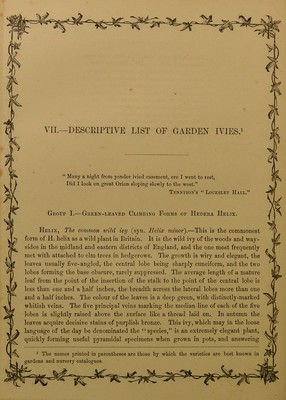 VII.—DESCRIPTIVE LIST OF GARDEN IVIES.¹
"Many a night from yonder ivied casement, ere I went to rest,
Did I look on great Orion sloping slowly to the west."
Tennyson's "Locksley Hall."
Group I.—Green-leaved Climbing Forms of Hedera Helix.
Helix, The common wild ivy (syn. Helix minor).—This is the commonest
form of H. helix as a wild plant in Britain. It is the wild ivy of the woods and way-
sides in the midland and eastern districts of England, and the one most frequently
met with attached to elm trees in hedgerows. The growth is wiry and elegant, the
leaves usually five-angled, the central lobe being sharply cuneiform, and the two
lobes forming the base obscure, rarely suppressed. The average length of a mature
leaf from the point of the insertion of the stalk to the point of the central lobe is
less than one and a half inches, the breadth across the lateral lobes more than one
and a half inches. The colour of the leaves is a deep green, with distinctly-marked
whitish veins. The five principal veins marking the median line of each of the five
lobes is slightly raised above the surface like a thread laid on. In autumn the
leaves acquire decisive stains of purplish bronze. This ivy, which may in the loose
language of the day be denominated the "species," is an extremely elegant plant,
quickly forming useful pyramidal specimens when grown in pots, and answering
¹ The names printed in parentheses are those by which the varieties are best known in
gardens and nursery catalogues.